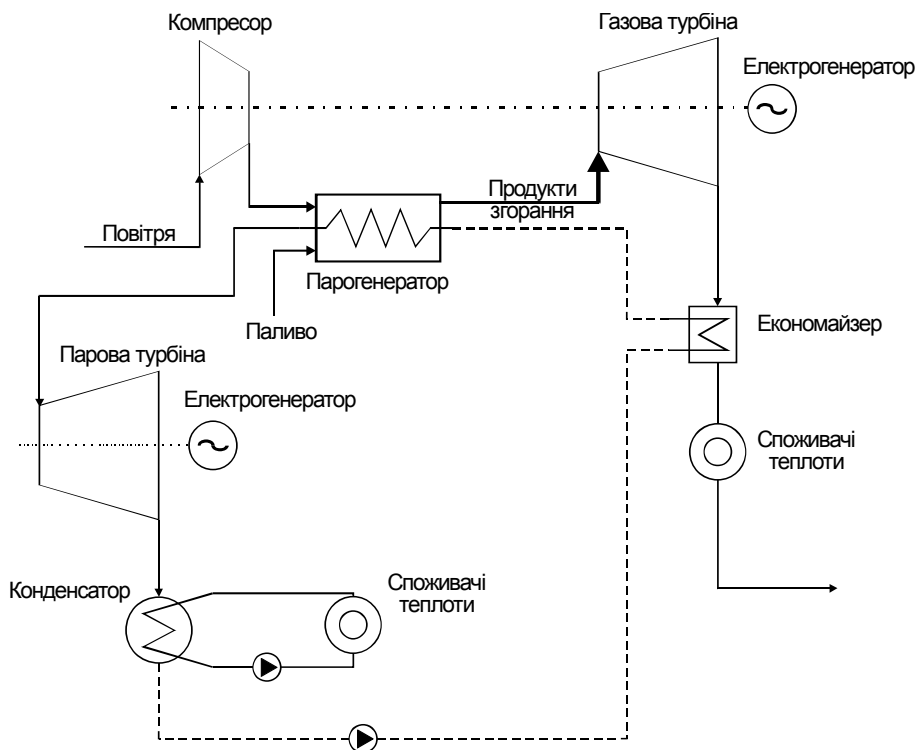 Компресор
Газова турбіна
Електрогенератор
Продукти
згорання
Повітря
Парогенератор
Паливо
Економайзер
Парова турбіна
Електрогенератор
Споживачі
теплоти
Конденсатор
Споживачі
теплоти